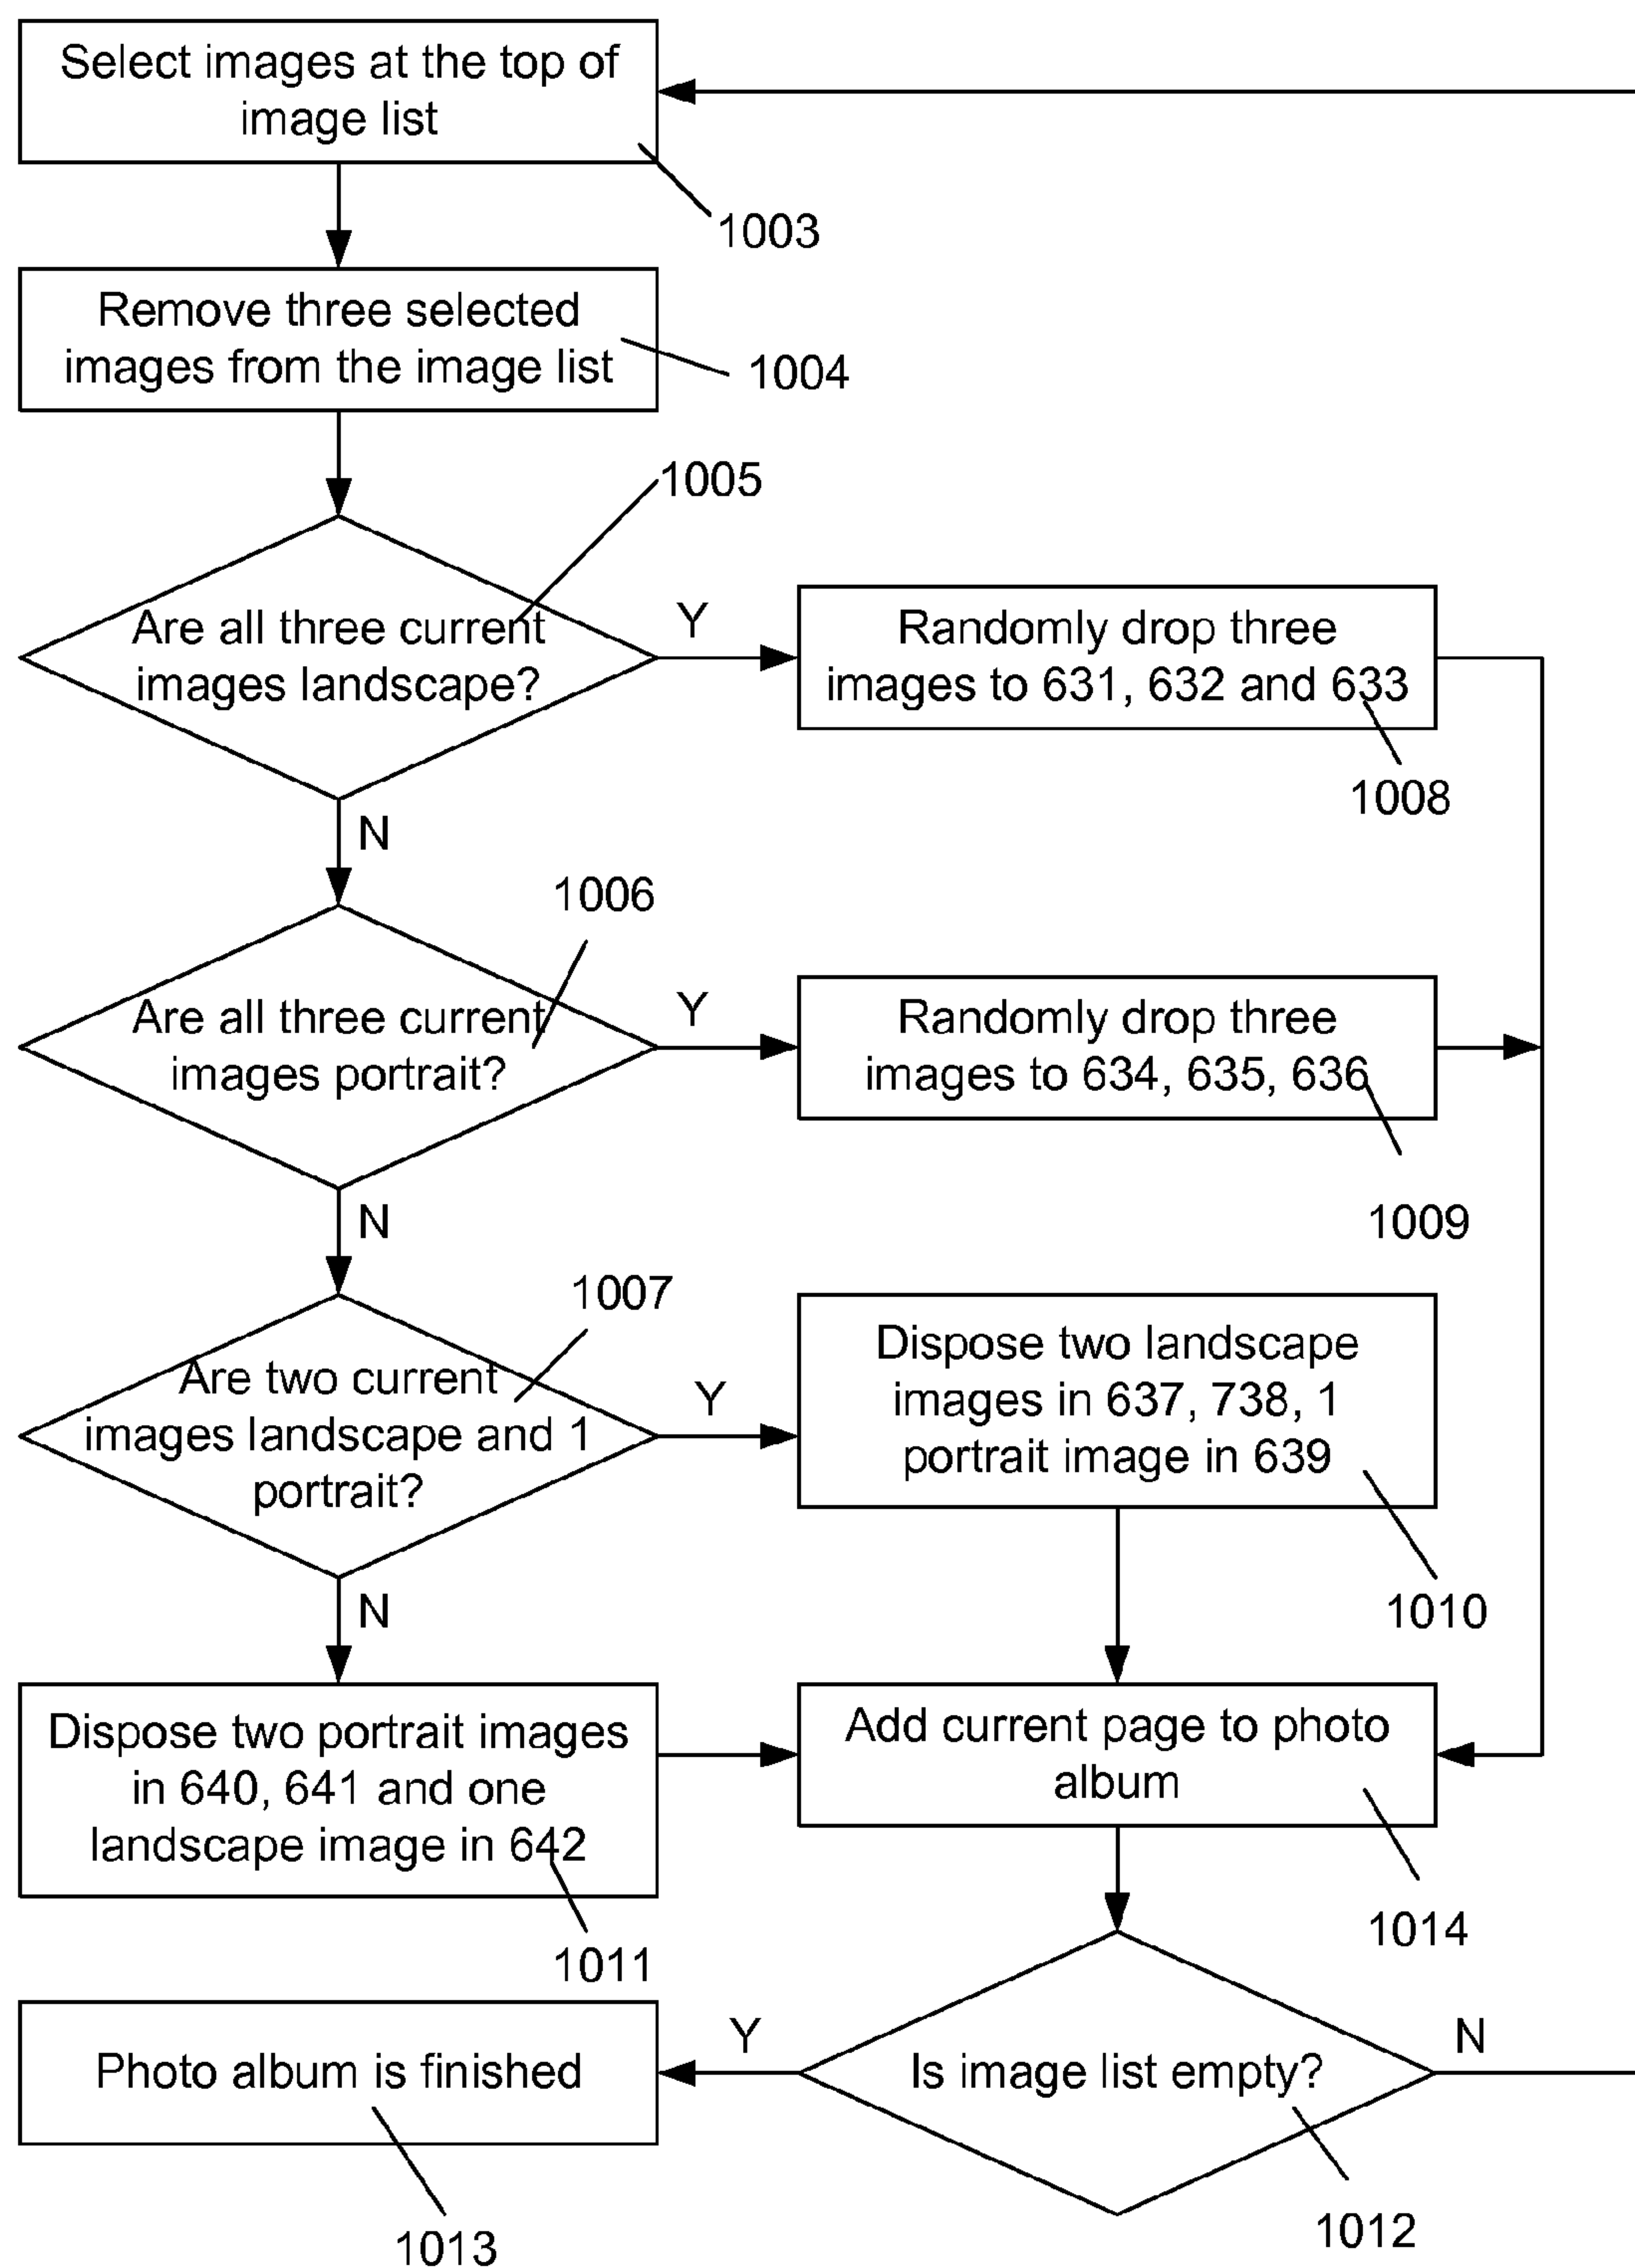 Select images at the top of
image list
1003
Remove three selected
images from the image list
1004
1005
Are all three current
images landscape?
Y
Randomly drop three
images to 631, 632 and 633
1008
N
1006
Are all three current
images portrait?
Y
Randomly drop three
images to 634, 635, 636
1009
N
1007
Are two current
images landscape and 1
portrait?
Y
Dispose two landscape
images in 637, 738, 1
portrait image in 639
1010
N
Dispose two portrait images
in 640, 641 and one
landscape image in 642
1011
Add current page to photo
album
1014
Photo album is finished
1013
Y
Is image list empty?
N
1012